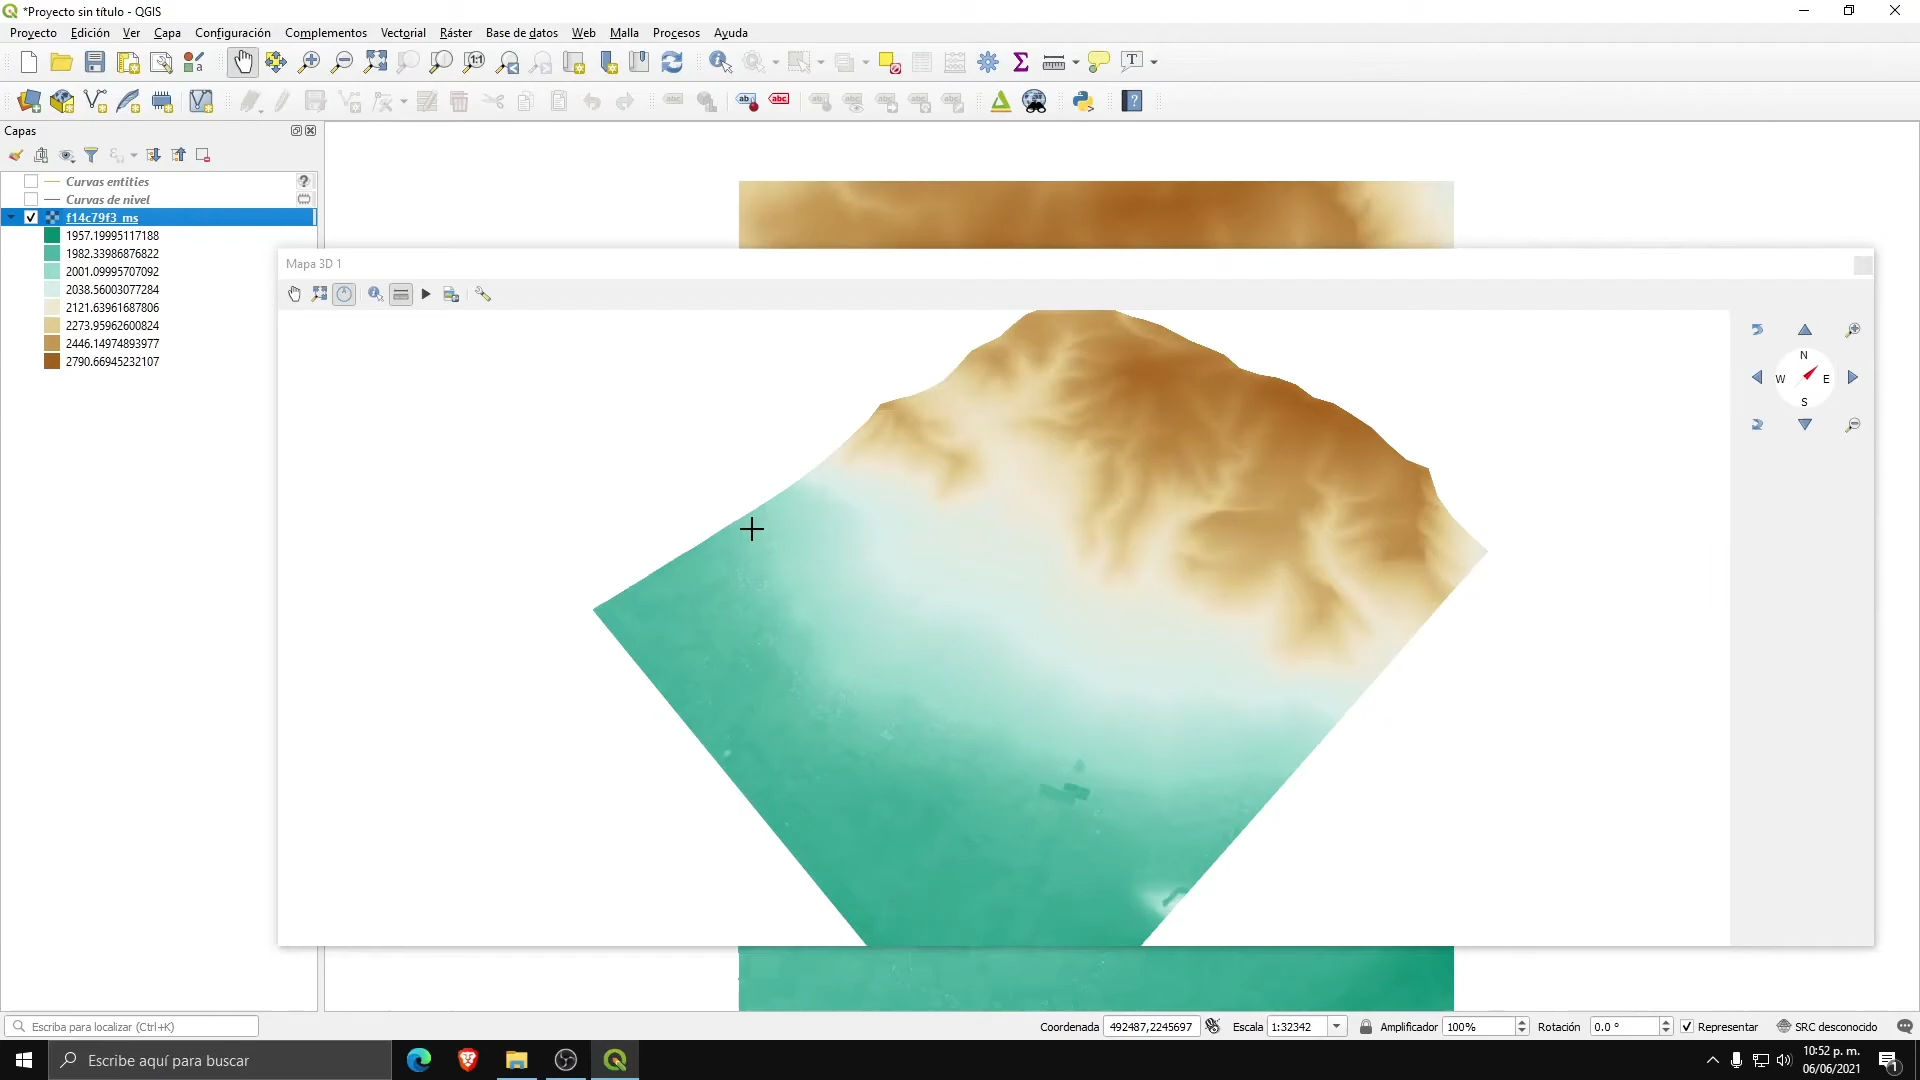 *Proyecto sin título - QGIS
Proyecto Edición Ver Capa Configuración Complementos Vectorial Ráster Base de datos Web Malla Procesos Ayuda
Capas
Curvas entities
Curvas de nivel
f14c79f3_ms
1957.19995117188
1982.33986876822
2001.09995707092
2038.56003077284
2121.63961687806
2273.95962600824
2446.14974893977
2790.66945232107
Mapa 3D 1
N
W E
S
Escriba para localizar (Ctrl+K)
Coordenada 492487,2245697 Escala 1:32342 Amplificador 100% Rotación 0.0 ° Representar SRC desconocido
Escribe aquí para buscar
10:52 p. m.
06/06/2021
1